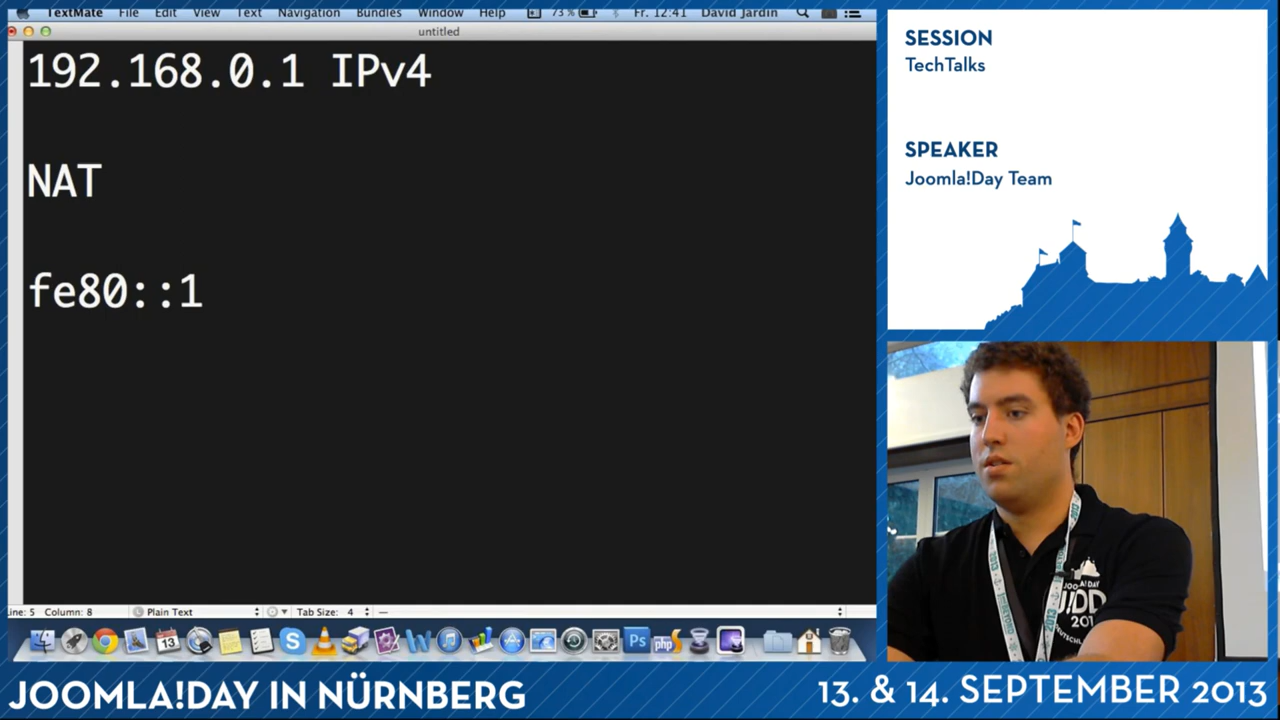 TextMate File Edit View Text Navigation Bundles Window Help 73% Fr. 12:41 David Jardin
untitled
192.168.0.1 IPv4
NAT
fe80::1
Line: 5 Column: 8 Plain Text Tab Size: 4 —
SESSION
TechTalks
SPEAKER
Joomla!Day Team
JOOMLA!DAY IN NÜRNBERG
13. & 14. SEPTEMBER 2013